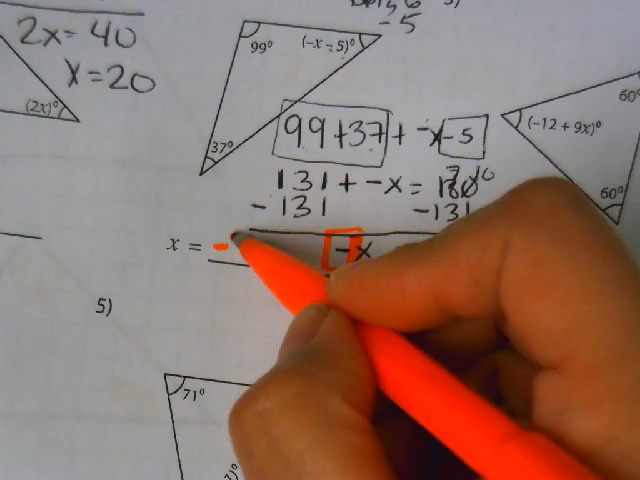 2x = 40
x = 20
(2x)°
- 5
99°
(-x = 5)°
37°
99+37 + -x -5
131 + -x =
- 131 -131
x = -
-x
60°
(-12 + 9x)°
60°
5)
71°